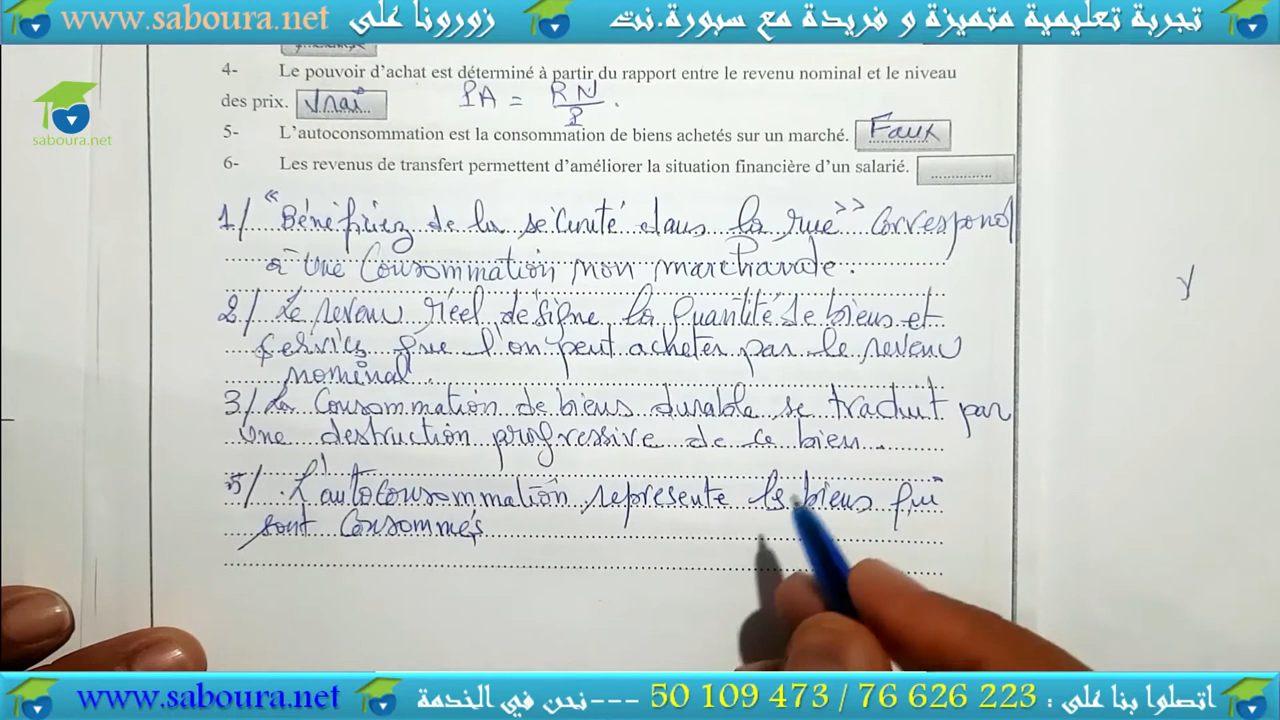 www.saboura.net زورونا على
تجربة تعليمية متميزة و فريدة مع سبورة.نت
saboura.net
4- Le pouvoir d'achat est déterminé à partir du rapport entre le revenu nominal et le niveau
des prix. Vrai PA = RN
P
5- L'autoconsommation est la consommation de biens achetés sur un marché. Faux
6- Les revenus de transfert permettent d'améliorer la situation financière d'un salarié. ...............
1/ "Bénéficiez de la sécurité dans la rue" correspond
à une Consommation non marchande.
2/ Le revenu réel désigne la quantité de biens et
services que l'on peut acheter par le revenu
nominal.
3/ La Consommation de biens durable se traduit par
une destruction progressive de ce bien.
5/ L'autoconsommation représente les biens qui
sont Consommés
www.saboura.net
اتصلوا بنا على : 223 626 76 / 473 109 50 ---نحن في الخدمة